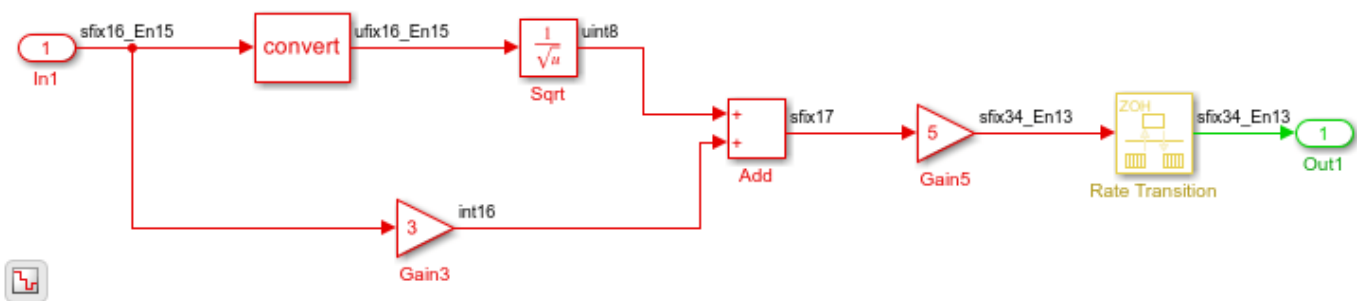 sfix16_En15
1
In1
convert
ufix16_En15
1
√u
Sqrt
uint8
+
+
Add
sfix17
5
Gain5
sfix34_En13
ZOH
Rate Transition
sfix34_En13
1
Out1
3
Gain3
int16